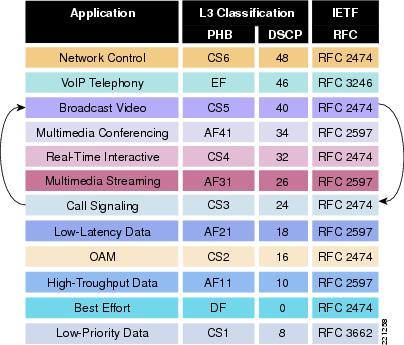 Application L3 Classification IETF
PHB DSCP RFC
Network Control CS6 48 RFC 2474
VoIP Telephony EF 46 RFC 3246
Broadcast Video CS5 40 RFC 2474
Multimedia Conferencing AF41 34 RFC 2597
Real-Time Interactive CS4 32 RFC 2474
Multimedia Streaming AF31 26 RFC 2597
Call Signaling CS3 24 RFC 2474
Low-Latency Data AF21 18 RFC 2597
OAM CS2 16 RFC 2474
High-Troughput Data AF11 10 RFC 2597
Best Effort DF 0 RFC 2474
Low-Priority Data CS1 8 RFC 3662
221258